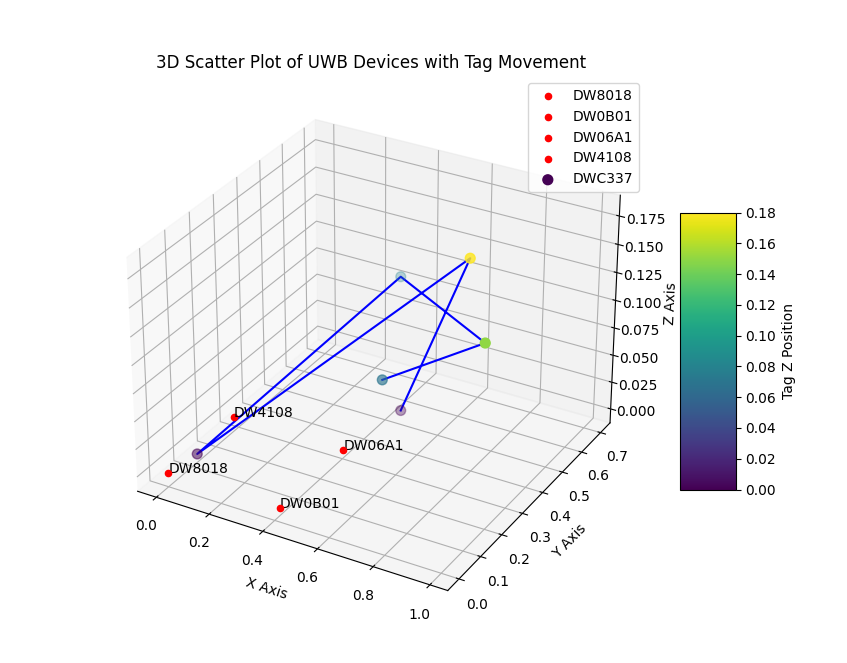 3D Scatter Plot of UWB Devices with Tag Movement
DW8018
DW0B01
DW06A1
DW4108
DWC337
0.175
0.150
0.125
0.100
0.075
0.050
0.025
0.000
Z Axis
0.18
0.16
0.14
0.12
0.10
0.08
0.06
0.04
0.02
0.00
Tag Z Position
DW4108
DW06A1
DW8018
DW0B01
0.0
0.2
0.4
0.6
0.8
1.0
X Axis
0.0
0.1
0.2
0.3
0.4
0.5
0.6
0.7
Y Axis